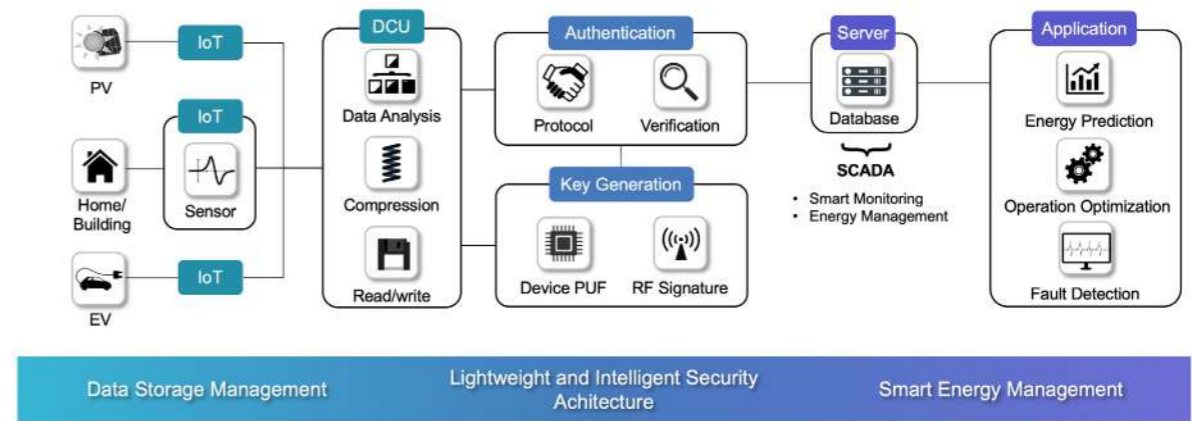 PV
IoT
Home/
Building
IoT
Sensor
EV
IoT
DCU
Data Analysis
Compression
Read/write
Authentication
Protocol
Verification
Key Generation
Device PUF
RF Signature
Server
Database
SCADA
• Smart Monitoring
• Energy Management
Application
Energy Prediction
Operation Optimization
Fault Detection
Data Storage Management
Lightweight and Intelligent Security
Achitecture
Smart Energy Management